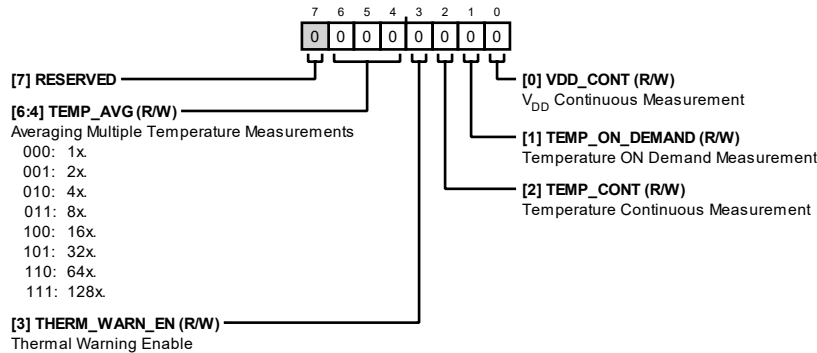 7 6 5 4 3 2 1 0
0 0 0 0 0 0 0 0
[7] RESERVED
[6:4] TEMP_AVG (R/W)
Averaging Multiple Temperature Measurements
000: 1x.
001: 2x.
010: 4x.
011: 8x.
100: 16x.
101: 32x.
110: 64x.
111: 128x.
[3] THERM_WARN_EN (R/W)
Thermal Warning Enable
[0] VDD_CONT (R/W)
VDD Continuous Measurement
[1] TEMP_ON_DEMAND (R/W)
Temperature ON Demand Measurement
[2] TEMP_CONT (R/W)
Temperature Continuous Measurement